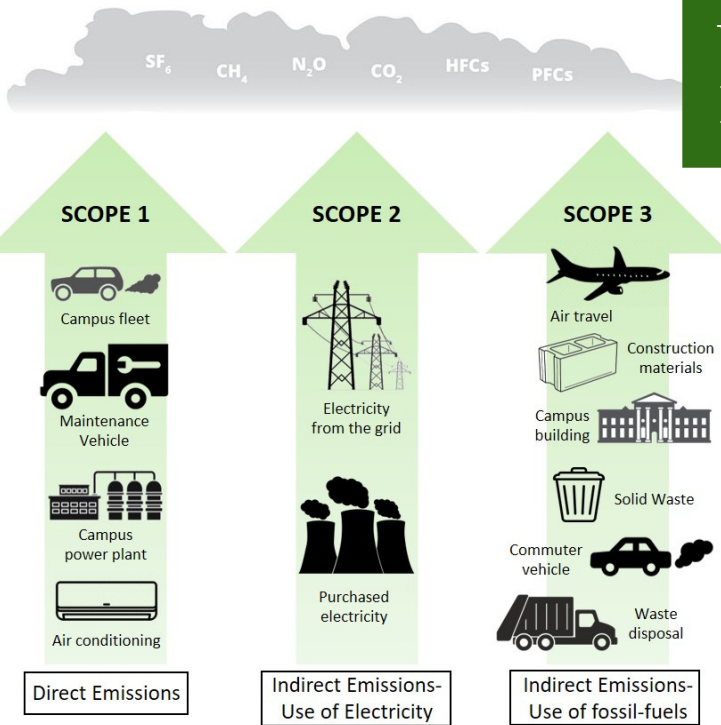 SF₆ CH₄ N₂O CO₂ HFCs PFCs
SCOPE 1
Campus fleet
Maintenance
Vehicle
Campus
power plant
Air conditioning
Direct Emissions
SCOPE 2
Electricity
from the grid
Purchased
electricity
Indirect Emissions-
Use of Electricity
SCOPE 3
Air travel
Construction
materials
Campus
building
Solid Waste
Commuter
vehicle
Waste
disposal
Indirect Emissions-
Use of fossil-fuels